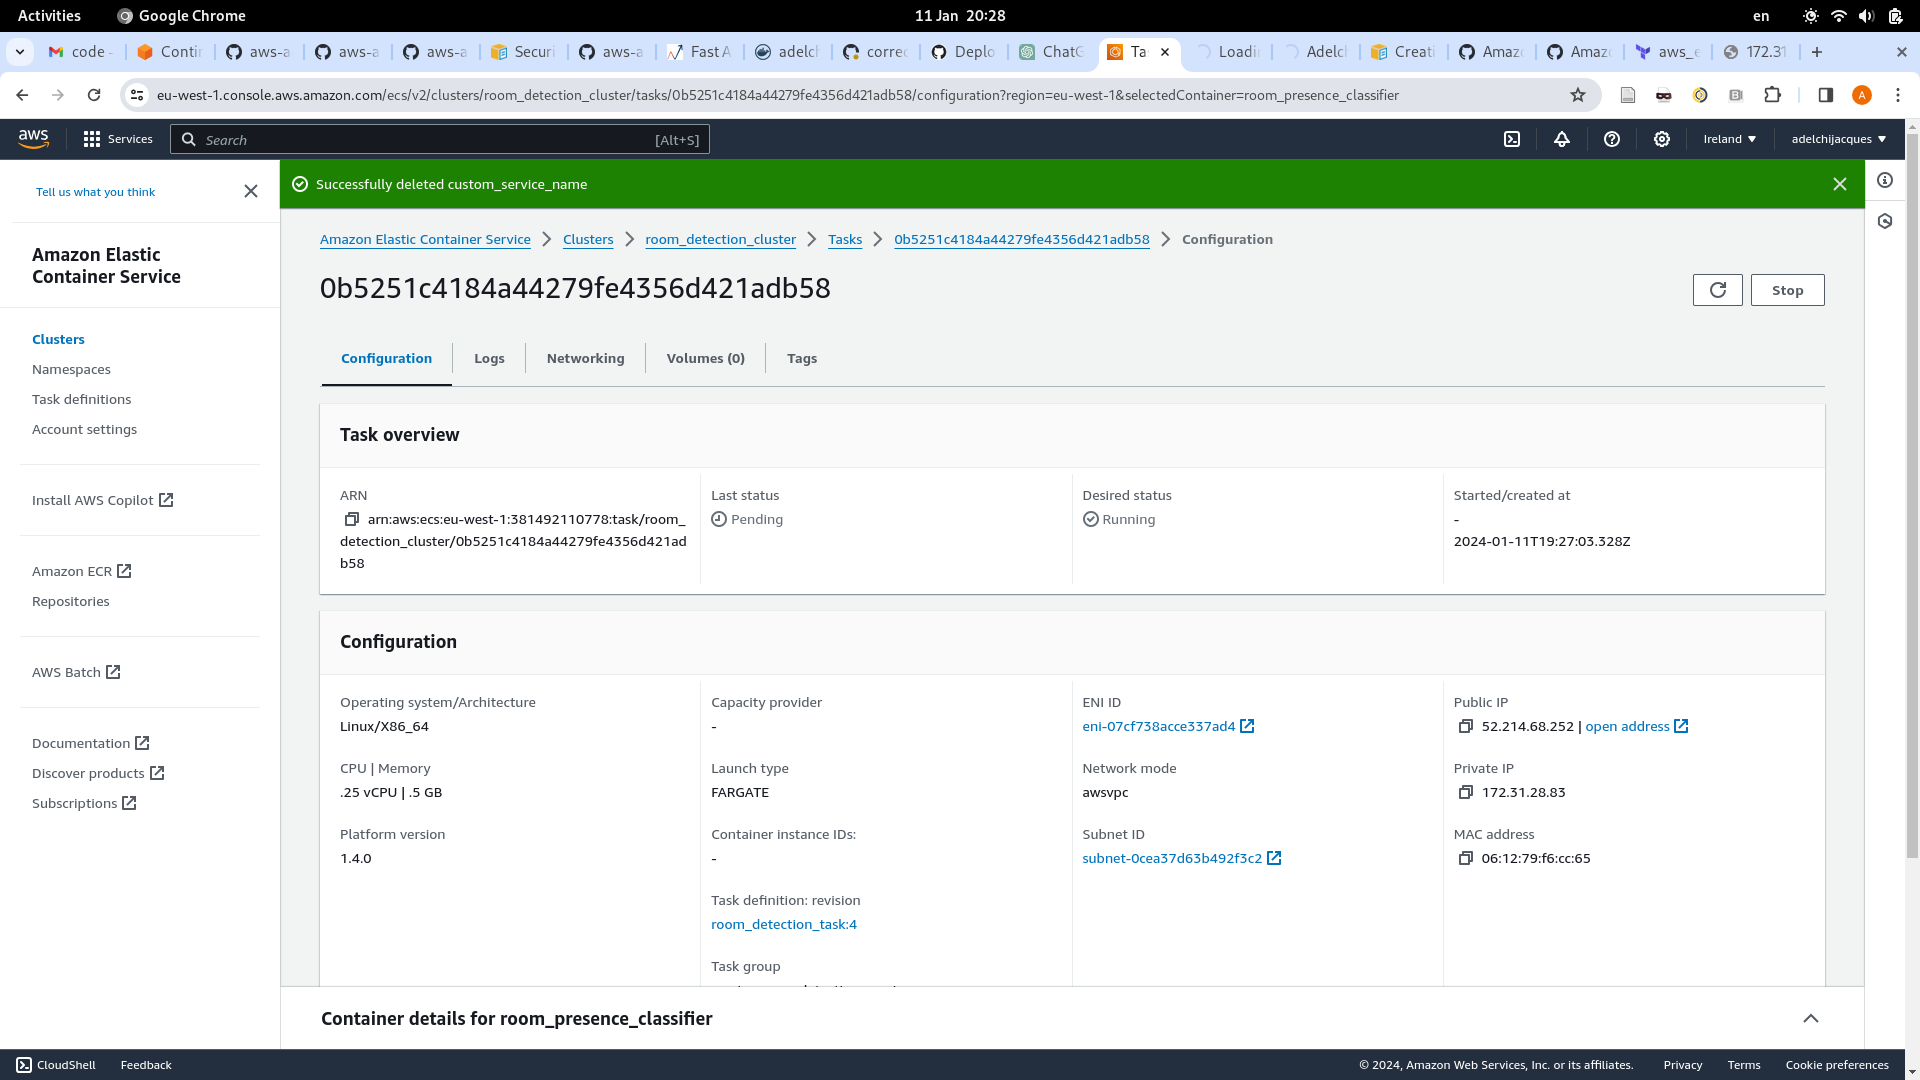 Activities
Google Chrome
11 Jan 20:28
en
code
Contin
aws-a
aws-a
aws-a
Securi
aws-a
Fast A
adelch
correc
Deplo
ChatG
Ta
Loadi
Adelch
Creati
Amazo
Amazo
aws_e
172.31
eu-west-1.console.aws.amazon.com/ecs/v2/clusters/room_detection_cluster/tasks/0b5251c4184a44279fe4356d421adb58/configuration?region=eu-west-1&selectedContainer=room_presence_classifier
A
aws
Services
Search
[Alt+S]
Ireland
adelchijacques
Tell us what you think
Successfully deleted custom_service_name
Amazon Elastic
Container Service
Clusters
Namespaces
Task definitions
Account settings
Install AWS Copilot
Amazon ECR
Repositories
AWS Batch
Documentation
Discover products
Subscriptions
Amazon Elastic Container Service
Clusters
room_detection_cluster
Tasks
0b5251c4184a44279fe4356d421adb58
Configuration
0b5251c4184a44279fe4356d421adb58
Stop
Configuration
Logs
Networking
Volumes (0)
Tags
Task overview
ARN
arn:aws:ecs:eu-west-1:381492110778:task/room_
detection_cluster/0b5251c4184a44279fe4356d421ad
b58
Last status
Pending
Desired status
Running
Started/created at
-
2024-01-11T19:27:03.328Z
Configuration
Operating system/Architecture
Linux/X86_64
CPU | Memory
.25 vCPU | .5 GB
Platform version
1.4.0
Capacity provider
-
Launch type
FARGATE
Container instance IDs:
-
Task definition: revision
room_detection_task:4
Task group
ENI ID
eni-07cf738acce337ad4
Network mode
awsvpc
Subnet ID
subnet-0cea37d63b492f3c2
Public IP
52.214.68.252 | open address
Private IP
172.31.28.83
MAC address
06:12:79:f6:cc:65
Container details for room_presence_classifier
CloudShell
Feedback
© 2024, Amazon Web Services, Inc. or its affiliates.
Privacy
Terms
Cookie preferences